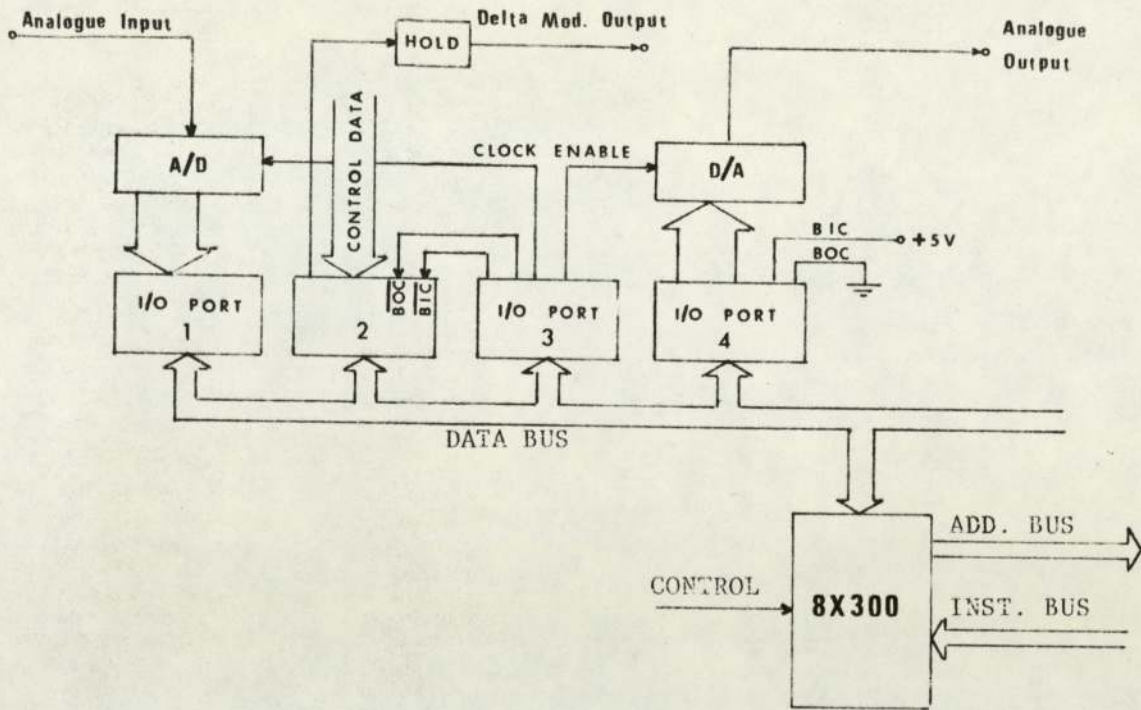 Analogue Input
Delta Mod. Output
HOLD
Analogue
Output
A/D
CONTROL DATA
CLOCK ENABLE
D/A
BIC
+5V
BOC
I/O PORT
1
2
BOC
BIC
I/O PORT
3
I/O PORT
4
DATA BUS
ADD. BUS
CONTROL
8X300
INST. BUS